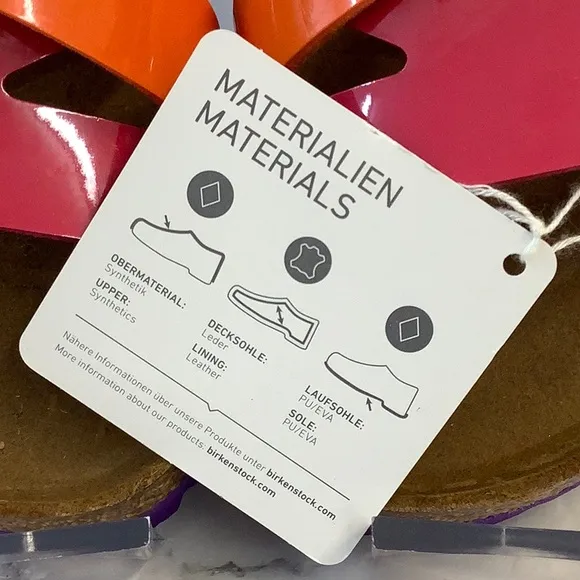 MATERIALIEN
MATERIALS
OBERMATERIAL:
Synthetik
UPPER:
Synthetics
DECKSOHLE:
Leder
LINING:
Leather
LAUFSOHLE:
PU/EVA
SOLE:
PU/EVA
Nähere Informationen über unsere Produkte unter birkenstock.com
More information about our products: birkenstock.com